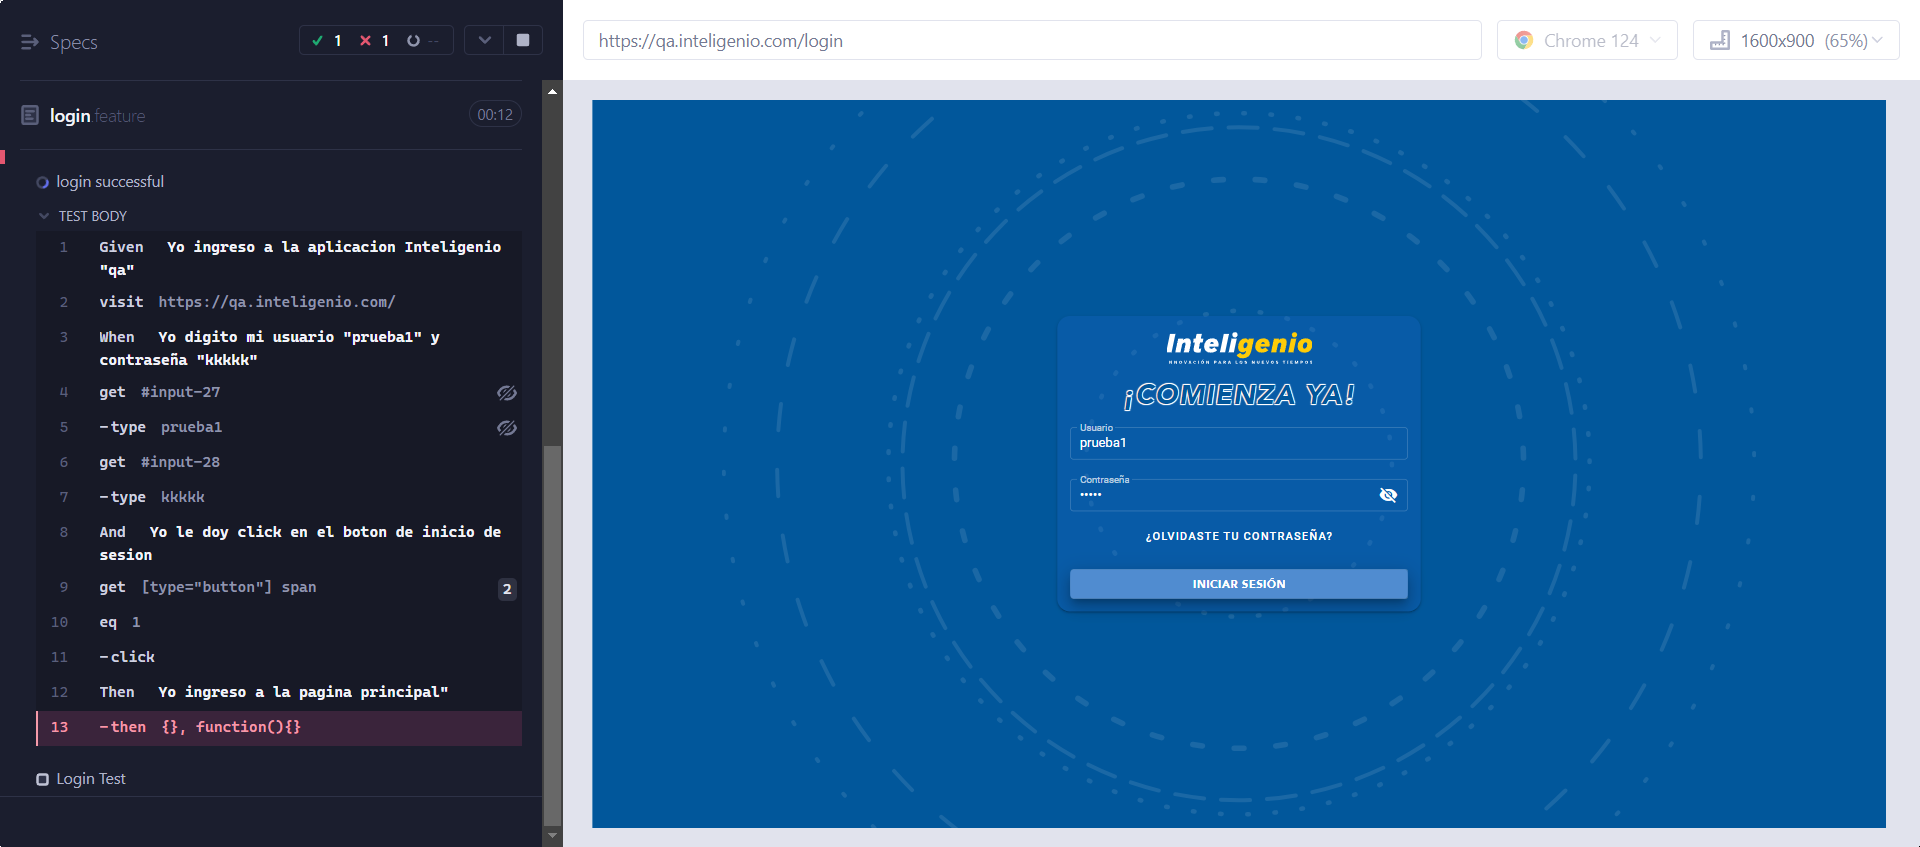 Specs
1 1 --
login.feature
00:12
login successful
TEST BODY
1 Given Yo ingreso a la aplicacion Inteligenio
"qa"
2 visit https://qa.inteligenio.com/
3 When Yo digito mi usuario "prueba1" y
contraseña "kkkkk"
4 get #input-27
5 -type prueba1
6 get #input-28
7 -type kkkkk
8 And Yo le doy click en el boton de inicio de
sesion
9 get [type="button"] span 2
10 eq 1
11 -click
12 Then Yo ingreso a la pagina principal"
13 -then {}, function(){}
Login Test
https://qa.inteligenio.com/login
Chrome 124
1600x900 (65%)
Inteligenio
INNOVACIÓN PARA LOS NUEVOS TIEMPOS
¡COMIENZA YA!
Usuario
prueba1
Contraseña
•••••
¿OLVIDASTE TU CONTRASEÑA?
INICIAR SESIÓN